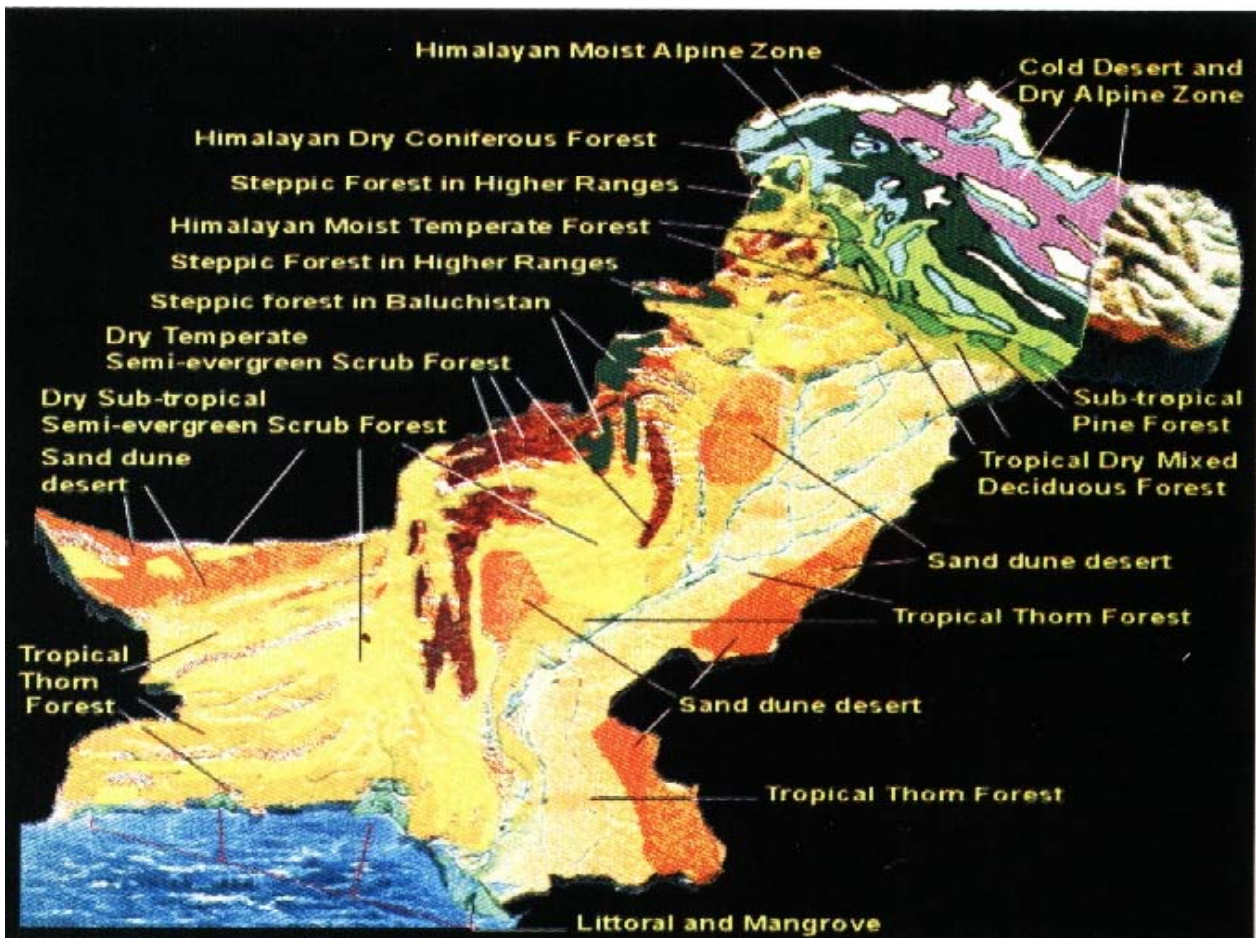 Himalayan Moist Alpine Zone
Cold Desert and
Dry Alpine Zone
Himalayan Dry Coniferous Forest
Steppic Forest in Higher Ranges
Himalayan Moist Temperate Forest
Steppic Forest in Higher Ranges
Steppic forest in Baluchistan
Dry Temperate
Semi-evergreen Scrub Forest
Dry Sub-tropical
Semi-evergreen Scrub Forest
Sand dune
desert
Sub-tropical
Pine Forest
Tropical Dry Mixed
Deciduous Forest
Sand dune desert
Tropical Thorn Forest
Tropical
Thorn
Forest
Sand dune desert
Tropical Thorn Forest
Littoral and Mangrove